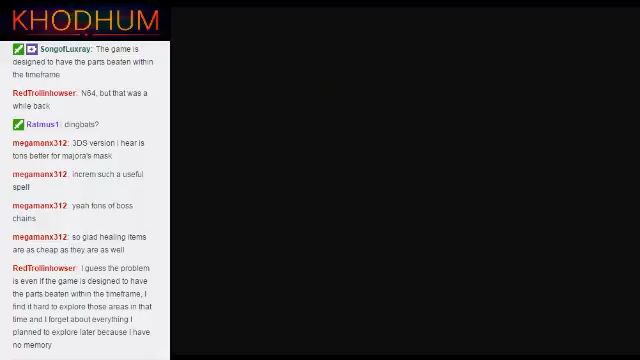 KHODHUM
SongofLuxray: The game is
designed to have the parts beaten within
the timeframe
RedTrollinhowser: N64, but that was a
while back
Ratmus1: dingbats?
megamanx312: 3DS version I hear is
tons better for majora's mask
megamanx312: increm such a useful
spell
megamanx312: yeah tons of boss
chains
megamanx312: so glad healing items
are as cheap as they are as well
RedTrollinhowser: I guess the problem
is even if the game is designed to have
the parts beaten within the timeframe, I
find it hard to explore those areas in that
time and I forget about everything I
planned to explore later because I have
no memory